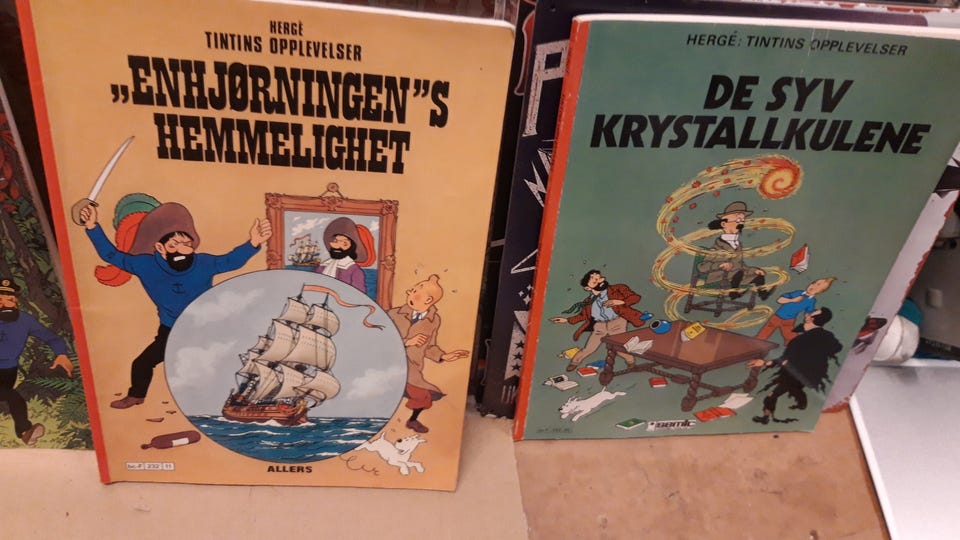 HERGÉ
TINTINS OPPLEVELSER
„ENHJØRNINGEN”S
HEMMELIGHET
ALLERS
HERGÉ: TINTINS OPPLEVELSER
DE SYV
KRYSTALLKULENE
semic